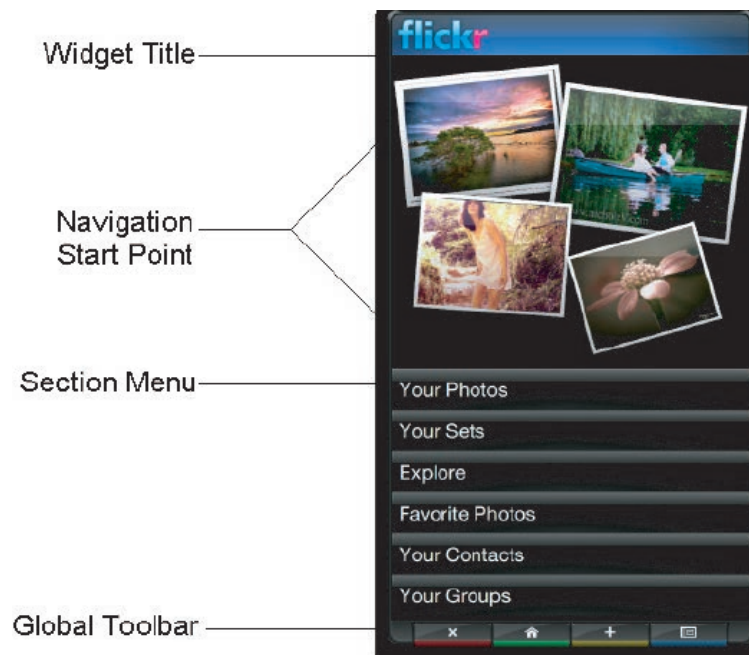 flickr
Widget Title
Navigation
Start Point
Section Menu
Your Photos
Your Sets
Explore
Favorite Photos
Your Contacts
Your Groups
Global Toolbar